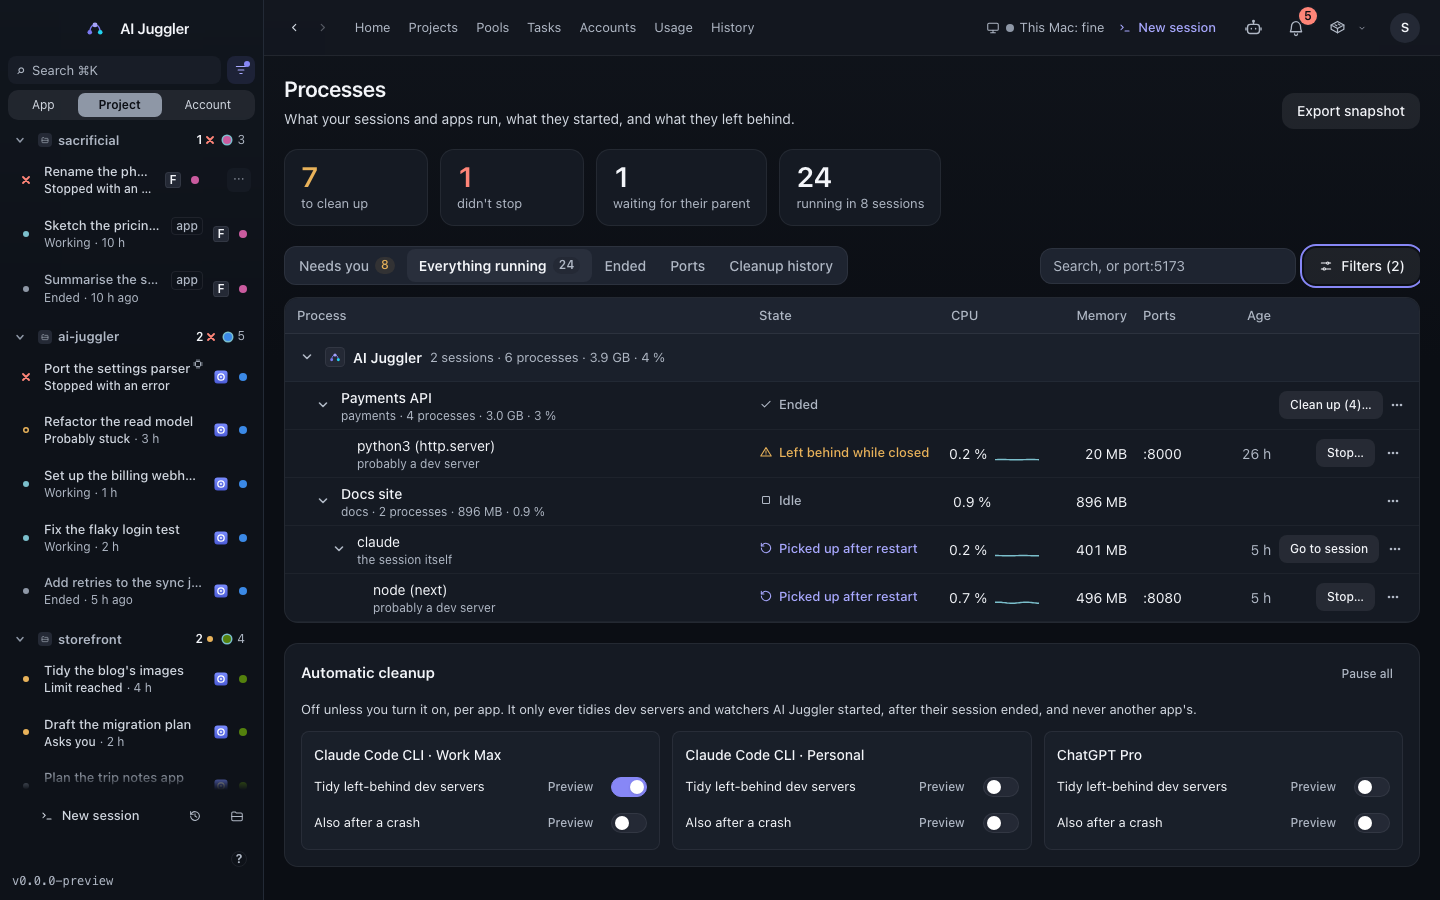 AI Juggler
Search ⌘K
App Project Account
sacrificial 1 3
Rename the ph... F
Stopped with an ...
Sketch the pricin... app F
Working · 10 h
Summarise the s... app F
Ended · 10 h ago
ai-juggler 2 5
Port the settings parser
Stopped with an error
Refactor the read model
Probably stuck · 3 h
Set up the billing webh...
Working · 1 h
Fix the flaky login test
Working · 2 h
Add retries to the sync j...
Ended · 5 h ago
storefront 2 4
Tidy the blog's images
Limit reached · 4 h
Draft the migration plan
Asks you · 2 h
Plan the trip notes app
New session
?
v0.0.0-preview
Home Projects Pools Tasks Accounts Usage History
This Mac: fine New session 5 S
Processes
What your sessions and apps run, what they started, and what they left behind.
Export snapshot
7
to clean up
1
didn't stop
1
waiting for their parent
24
running in 8 sessions
Needs you 8 Everything running 24 Ended Ports Cleanup history
Search, or port:5173
Filters (2)
Process State CPU Memory Ports Age
AI Juggler 2 sessions · 6 processes · 3.9 GB · 4 %
Payments API
payments · 4 processes · 3.0 GB · 3 %
Ended Clean up (4)...
python3 (http.server)
probably a dev server
Left behind while closed 0.2 % 20 MB :8000 26 h Stop...
Docs site
docs · 2 processes · 896 MB · 0.9 %
Idle 0.9 % 896 MB
claude
the session itself
Picked up after restart 0.2 % 401 MB 5 h Go to session
node (next)
probably a dev server
Picked up after restart 0.7 % 496 MB :8080 5 h Stop...
Automatic cleanup
Pause all
Off unless you turn it on, per app. It only ever tidies dev servers and watchers AI Juggler started, after their session ended, and never another app's.
Claude Code CLI · Work Max
Tidy left-behind dev servers Preview
Also after a crash Preview
Claude Code CLI · Personal
Tidy left-behind dev servers Preview
Also after a crash Preview
ChatGPT Pro
Tidy left-behind dev servers Preview
Also after a crash Preview